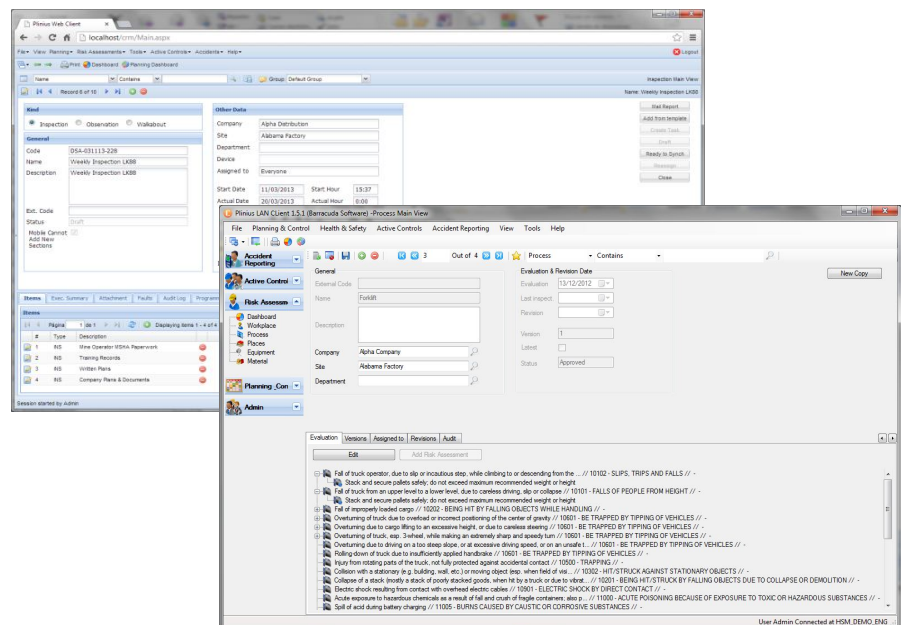 Plinius Web Client
localhost/crm/Main.aspx
File View Planning Risk Assessments Tools Active Controls Accidents Help Logout
Print Dashboard Planning Dashboard
Name Contains Group: Default Group Inspection Main View
Record 8 of 10 Name: Weekly Inspection LK88
Kind
Inspection Observation Walkabout
General
Code DSA-031113-228
Name Weekly Inspection LK88
Description Weekly Inspection LK88
Ext. Code
Status Draft
Mobile Cannot
Add New
Sections
Other Data
Company Alpha Distribution
Site Alabama Factory
Department
Device
Assigned to Everyone
Start Date 11/03/2013 Start Hour 15:37
Actual Date 20/03/2013 Actual Hour 0:00
Mail Report
Add from template
Create Task
Draft
Ready to Synch
Reassign
Close
Items Exec. Summary Attachment Faults Audit Log
Items
Página 1 de 1 Displaying items 1 - 4 of 4
# Type Description
1 INS Mine Operator MSHA Paperwork
2 INS Training Records
3 INS Written Plans
4 INS Company Plans & Documents
Session started by Admin
Plinius LAN CLient 1.5.1 (Barracuda Software) -Process Main View
File Planning & Control Health & Safety Active Controls Accident Reporting View Tools Help
Accident
Reporting
Active Control
Risk Assessm
Dashboard
Workplace
Process
Places
Equipment
Material
Planning _Con
Admin
3 Out of 4 Process Contains
General
External Code
Name Forklift
Description
Company Alpha Company
Site Alabama Factory
Department
Evaluation & Revision Date
Evaluation 13/12/2012
Last inspect.
Revision
Version 1
Latest
Status Approved
New Copy
Evaluation Versions Assigned to Revisions Audit
Edit Add Risk Assessment
Fall of truck operator, due to slip or incautious step, while climbing to or descending from the ... // 10102 - SLIPS, TRIPS AND FALLS // -
Stack and secure pallets safely; do not exceed maximum recommended weight or height
Fall of truck from an upper level to a lower level, due to careless driving, slip or collapse // 10101 - FALLS OF PEOPLE FROM HEIGHT // -
Stack and secure pallets safely; do not exceed maximum recommended weight or height
Fall of improperly loaded cargo // 10202 - BEING HIT BY FALLING OBJECTS WHILE HANDLING // -
Overturning of truck due to overload or incorrect positioning of the center of gravity // 10601 - BE TRAPPED BY TIPPING OF VEHICLES // -
Overturning due to cargo lifting to an excessive height, or due to careless steering // 10601 - BE TRAPPED BY TIPPING OF VEHICLES // -
Overturning of truck, esp. 3-wheel, while making an extremely sharp and speedy turn // 10601 - BE TRAPPED BY TIPPING OF VEHICLES // -
Overturning due to driving on a too steep slope, or at excessive driving speed, or on an unsafe t... // 10601 - BE TRAPPED BY TIPPING OF VEHICLES // -
Rolling-down of truck due to insufficiently applied handbrake // 10601 - BE TRAPPED BY TIPPING OF VEHICLES // -
Injury from rotating parts of the truck, not fully protected against accidental contact // 10500 - TRAPPING // -
Collision with a stationary (e.g. building, wall, etc.) or moving object (esp. when field of visi... // 10302 - HIT/STRUCK AGAINST STATIONARY OBJECTS // -
Collapse of a stack (mostly a stack of poorly stacked goods, when hit by a truck or due to vibrat... // 10201 - BEING HIT/STRUCK BY FALLING OBJECTS DUE TO COLLAPSE OR DEMOLITION // -
Electric shock resulting from contact with overhead electric cables // 10901 - ELECTRIC SHOCK BY DIRECT CONTACT // -
Acute exposure to hazardous chemicals as a result of fall and crush of fragile containers; also p... // 11000 - ACUTE POISONING BECAUSE OF EXPOSURE TO TOXIC OR HAZARDOUS SUBSTANCES // -
Spill of acid during battery charging // 11005 - BURNS CAUSED BY CAUSTIC OR CORROSIVE SUBSTANCES // -
User Admin Connected at HSM_DEMO_ENG